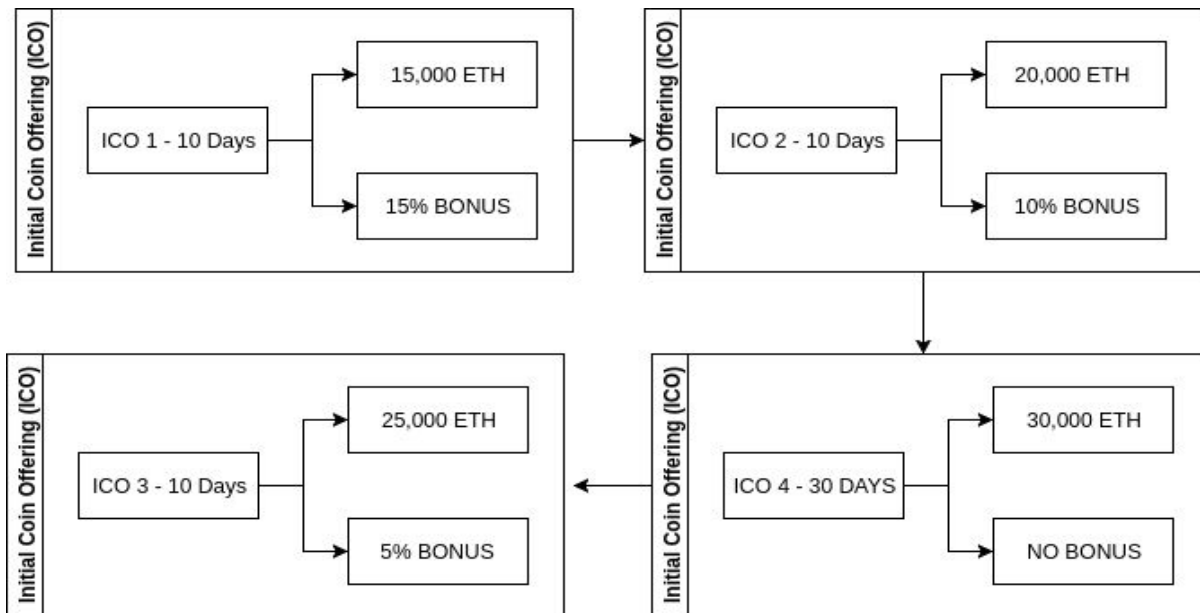 Initial Coin Offering (ICO)
ICO 1 - 10 Days
15,000 ETH
15% BONUS
Initial Coin Offering (ICO)
ICO 2 - 10 Days
20,000 ETH
10% BONUS
Initial Coin Offering (ICO)
ICO 3 - 10 Days
25,000 ETH
5% BONUS
Initial Coin Offering (ICO)
ICO 4 - 30 DAYS
30,000 ETH
NO BONUS